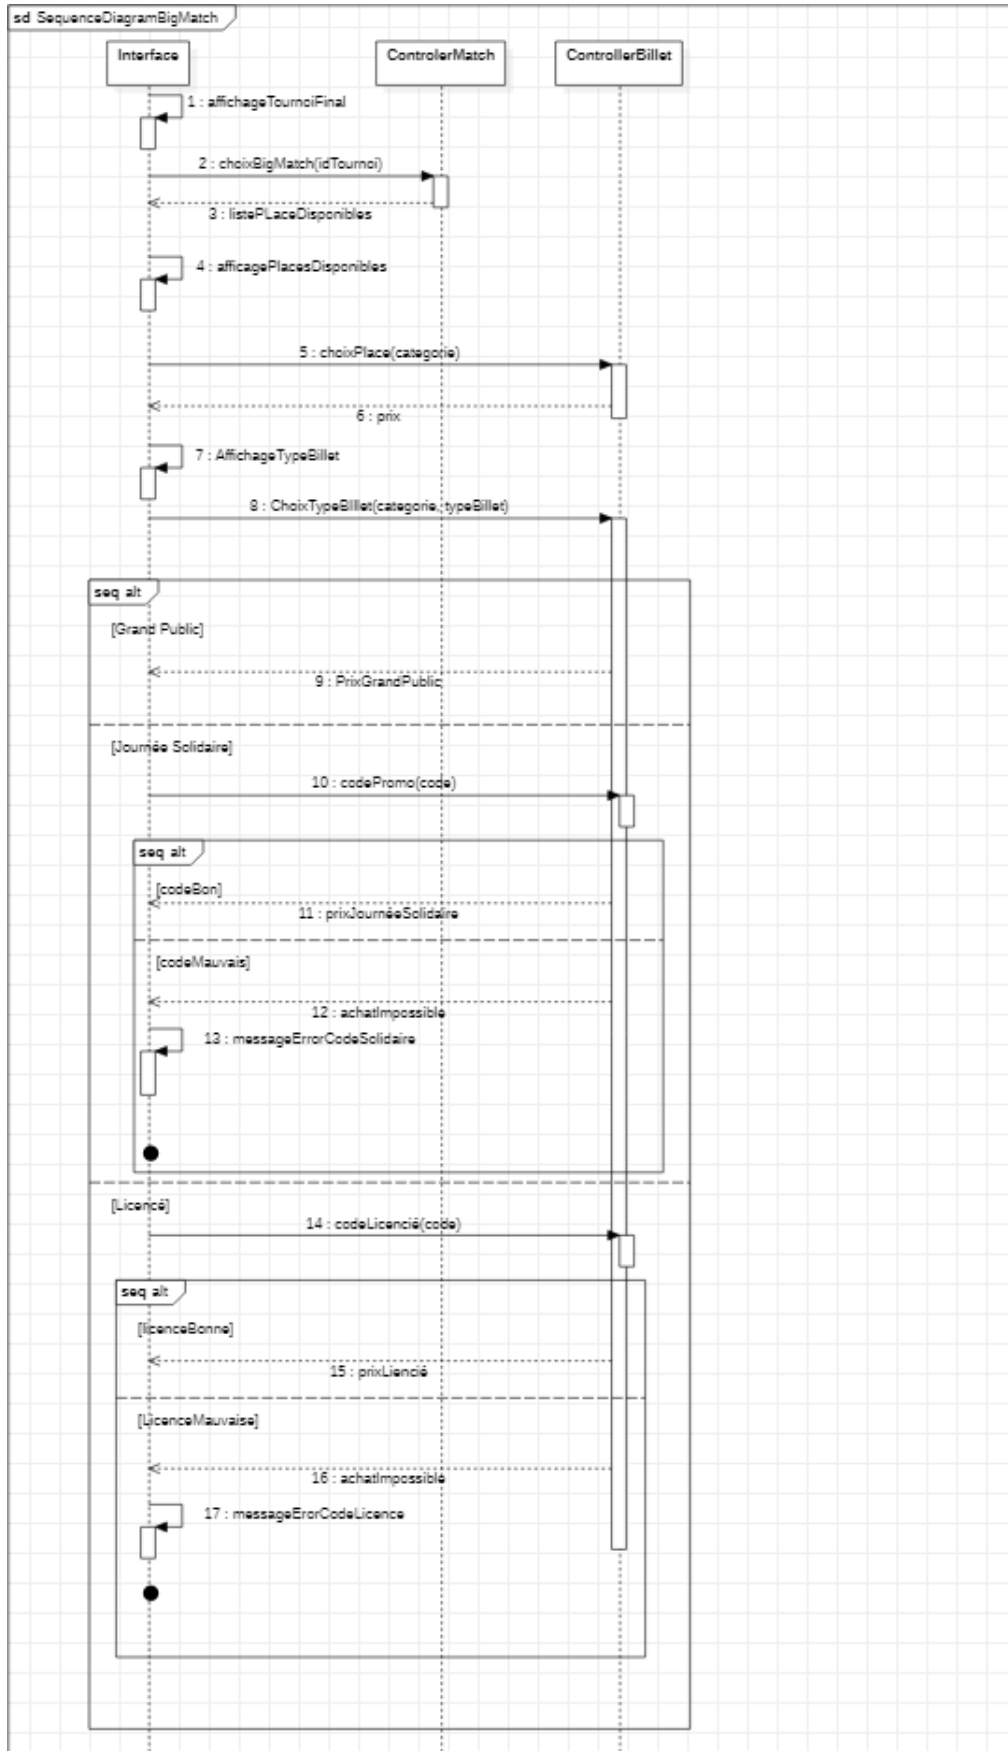 sd SequenceDiagramBigMatch
Interface
ControlerMatch
ControllerBillet
1 : affichageTournoiFinal
2 : choixBigMatch(idTournoi)
3 : listePLaceDisponibles
4 : afficagePlacesDisponibles
5 : choixPlace(categorie)
6 : prix
7 : AffichageTypeBillet
8 : ChoixTypeBIllet(categorie, typeBillet)
seq alt
[Grand Public]
9 : PrixGrandPublic
[Journée Solidaire]
10 : codePromo(code)
seq alt
[codeBon]
11 : prixJournéeSolidaire
[codeMauvais]
12 : achatImpossible
13 : messageErrorCodeSolidaire
[Licencé]
14 : codeLicencié(code)
seq alt
[licenceBonne]
15 : prixLiencié
[LicenceMauvaise]
16 : achatImpossible
17 : messageErorCodeLicence